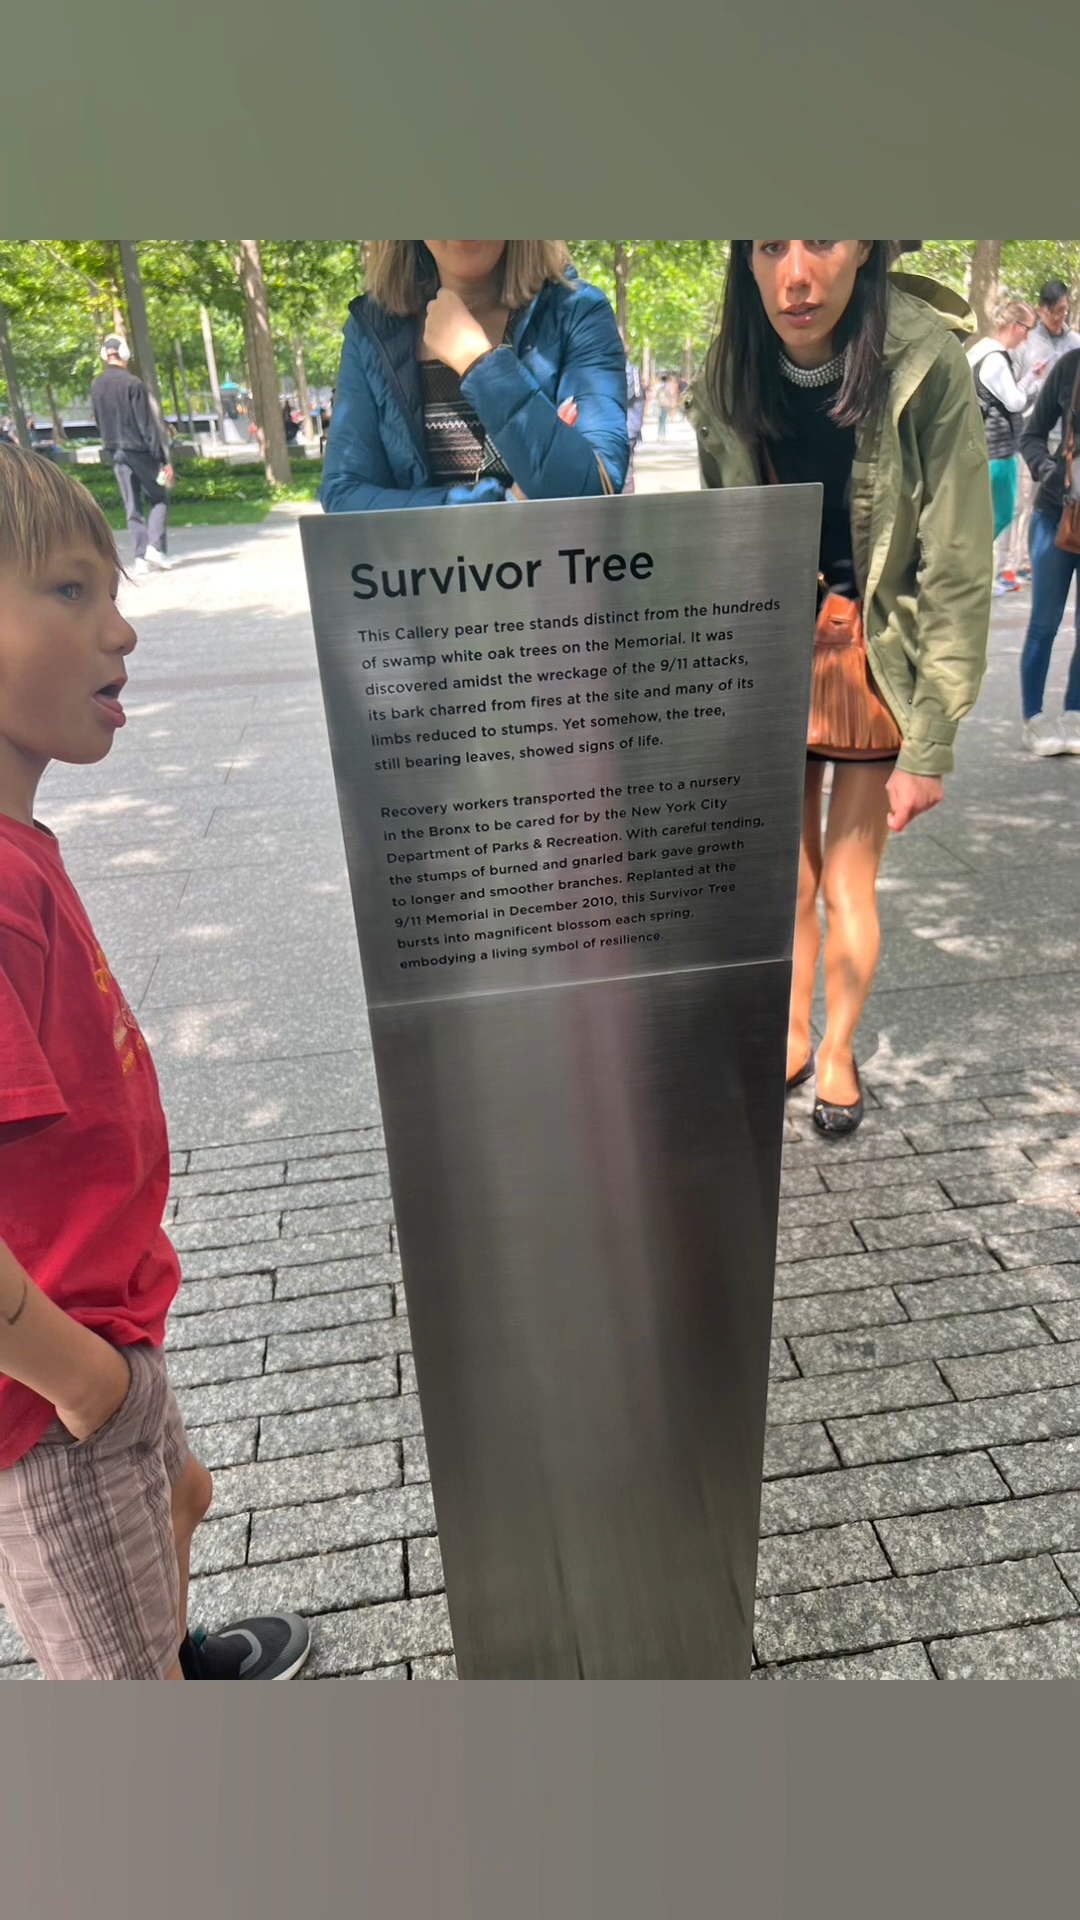 Survivor Tree
This Callery pear tree stands distinct from the hundreds
of swamp white oak trees on the Memorial. It was
discovered amidst the wreckage of the 9/11 attacks,
its bark charred from fires at the site and many of its
limbs reduced to stumps. Yet somehow, the tree,
still bearing leaves, showed signs of life.
Recovery workers transported the tree to a nursery
in the Bronx to be cared for by the New York City
Department of Parks & Recreation. With careful tending,
the stumps of burned and gnarled bark gave growth
to longer and smoother branches. Replanted at the
9/11 Memorial in December 2010, this Survivor Tree
bursts into magnificent blossom each spring,
embodying a living symbol of resilience.